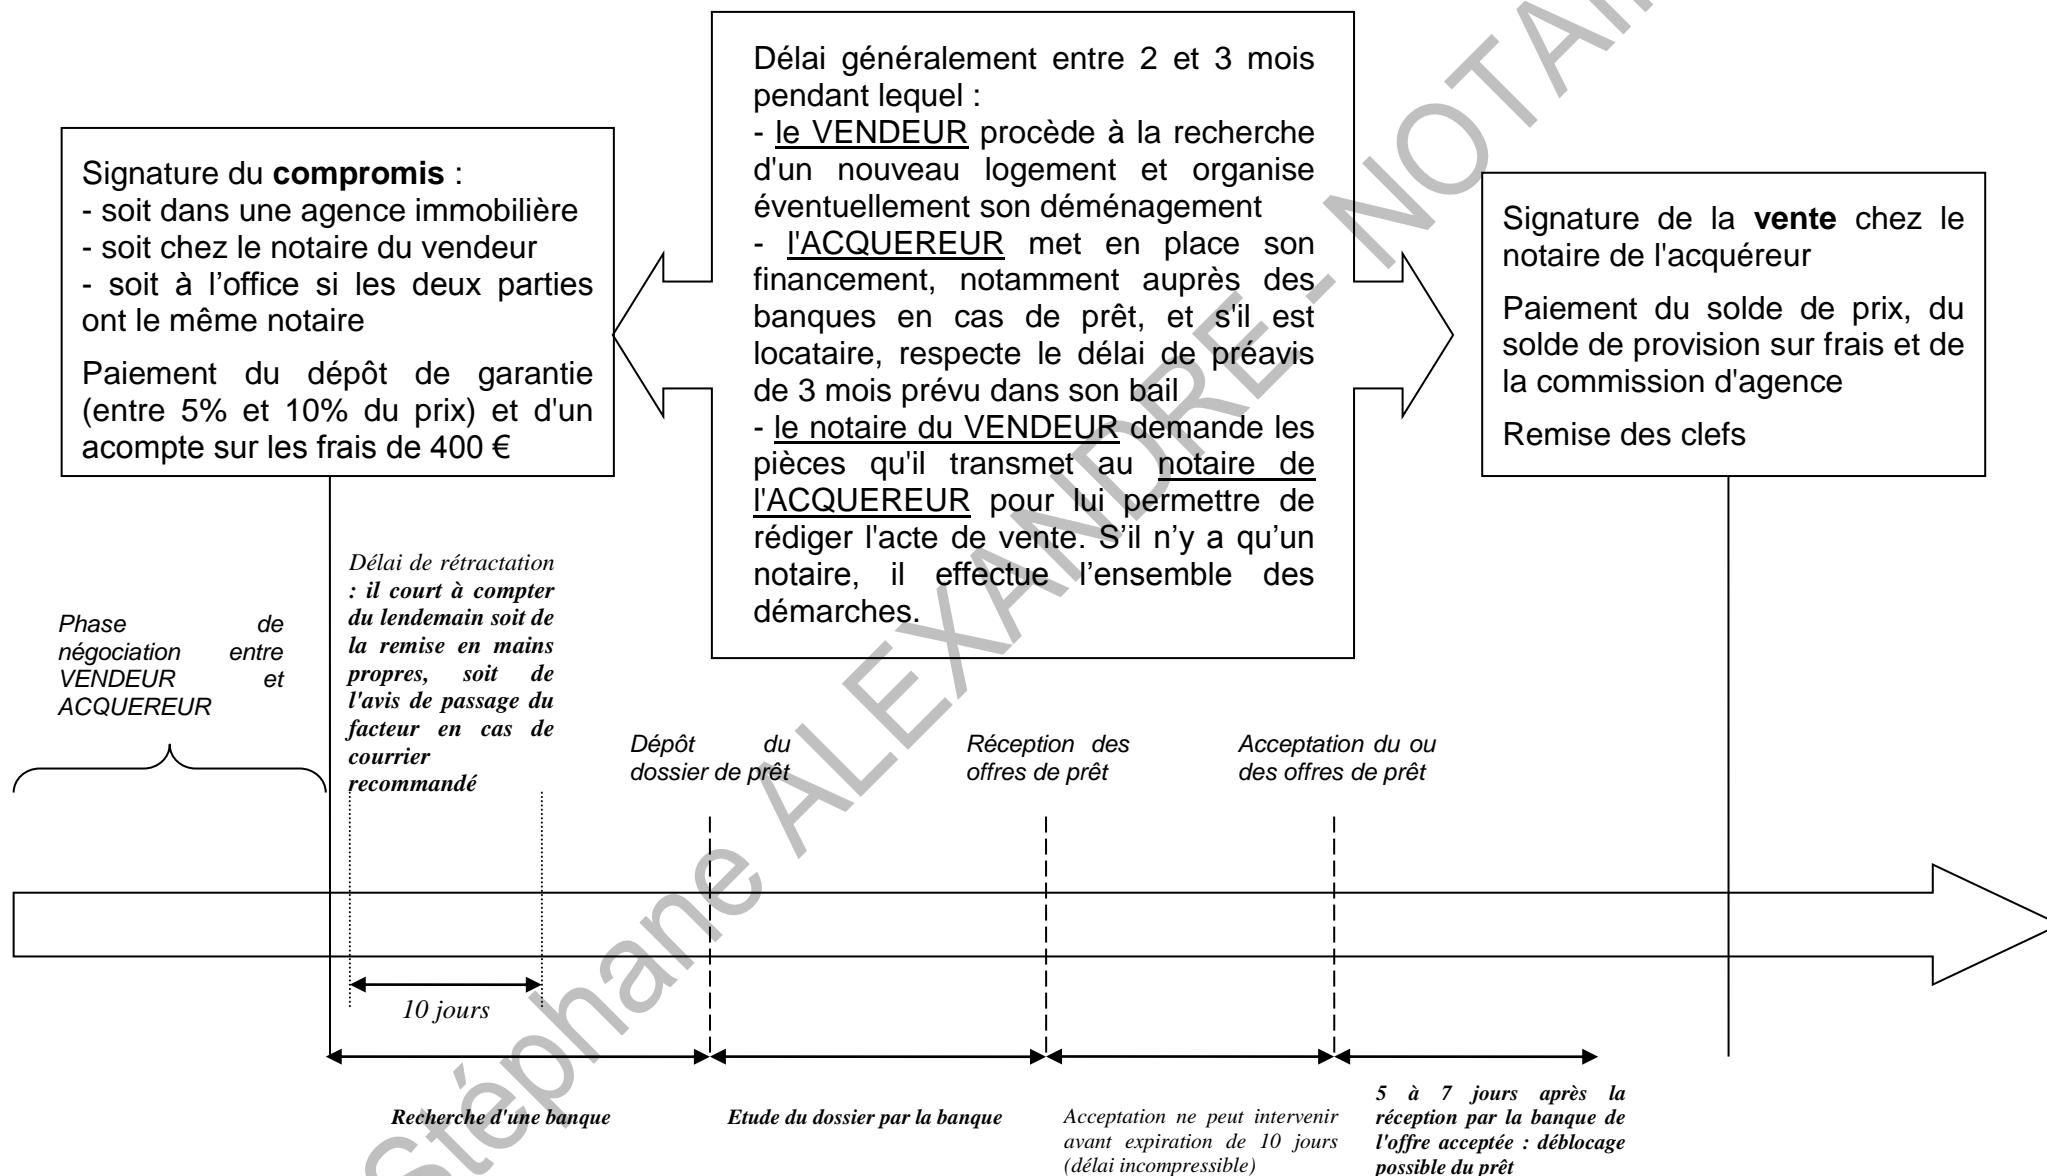 Signature du compromis :
- soit dans une agence immobilière
- soit chez le notaire du vendeur
- soit à l’office si les deux parties
ont le même notaire
Paiement du dépôt de garantie
(entre 5% et 10% du prix) et d'un
acompte sur les frais de 400 €
Délai généralement entre 2 et 3 mois
pendant lequel :
- le VENDEUR procède à la recherche
d'un nouveau logement et organise
éventuellement son déménagement
- l'ACQUEREUR met en place son
financement, notamment auprès des
banques en cas de prêt, et s'il est
locataire, respecte le délai de préavis
de 3 mois prévu dans son bail
- le notaire du VENDEUR demande les
pièces qu'il transmet au notaire de
l'ACQUEREUR pour lui permettre de
rédiger l'acte de vente. S’il n’y a qu’un
notaire, il effectue l’ensemble des
démarches.
Signature de la vente chez le
notaire de l'acquéreur
Paiement du solde de prix, du
solde de provision sur frais et de
la commission d'agence
Remise des clefs
Phase de
négociation entre
VENDEUR et
ACQUEREUR
Délai de rétractation
: il court à compter
du lendemain soit de
la remise en mains
propres, soit de
l'avis de passage du
facteur en cas de
courrier
recommandé
Dépôt du
dossier de prêt
Réception des
offres de prêt
Acceptation du ou
des offres de prêt
10 jours
Recherche d'une banque
Etude du dossier par la banque
Acceptation ne peut intervenir
avant expiration de 10 jours
(délai incompressible)
5 à 7 jours après la
réception par la banque de
l'offre acceptée : déblocage
possible du prêt
Stéphane ALEXANDRE - NOTAI